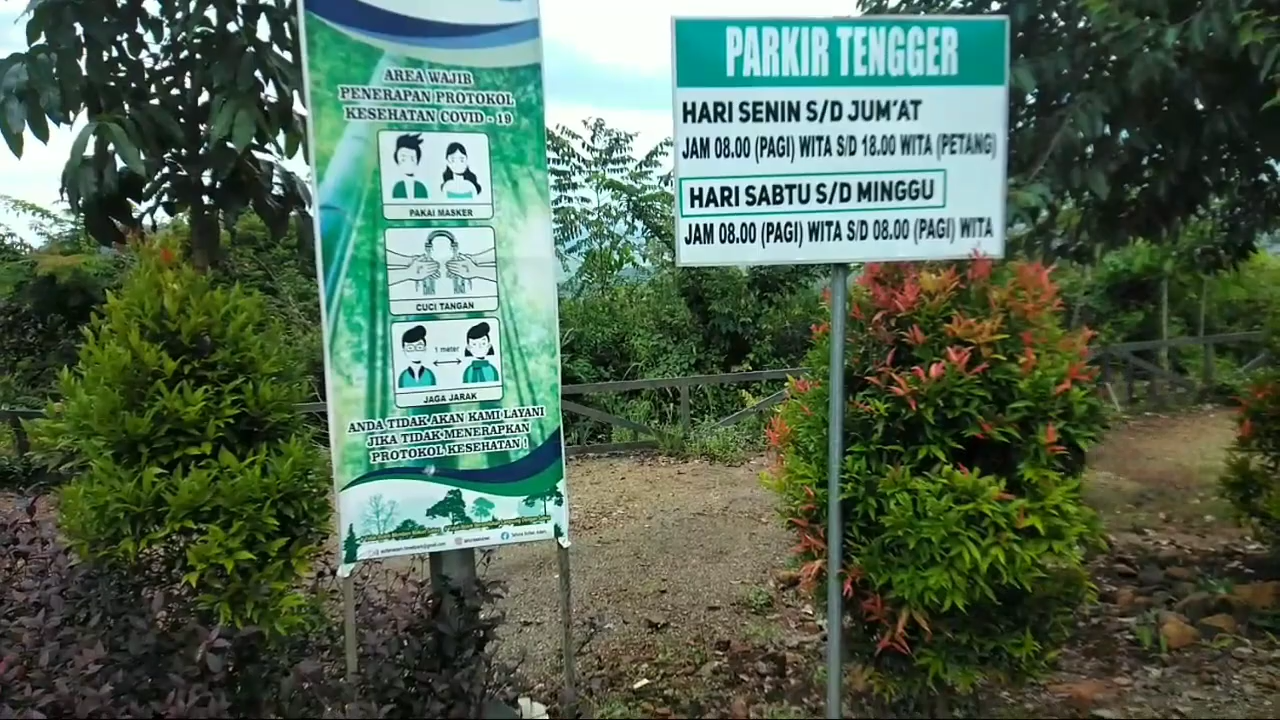 AREA WAJIB
PENERAPAN PROTOKOL
KESEHATAN COVID - 19
PAKAI MASKER
CUCI TANGAN
1 meter
JAGA JARAK
ANDA TIDAK AKAN KAMI LAYANI
JIKA TIDAK MENERAPKAN
PROTOKOL KESEHATAN !
PARKIR TENGGER
HARI SENIN S/D JUM'AT
JAM 08.00 (PAGI) WITA S/D 18.00 WITA (PETANG)
HARI SABTU S/D MINGGU
JAM 08.00 (PAGI) WITA S/D 08.00 (PAGI) WITA